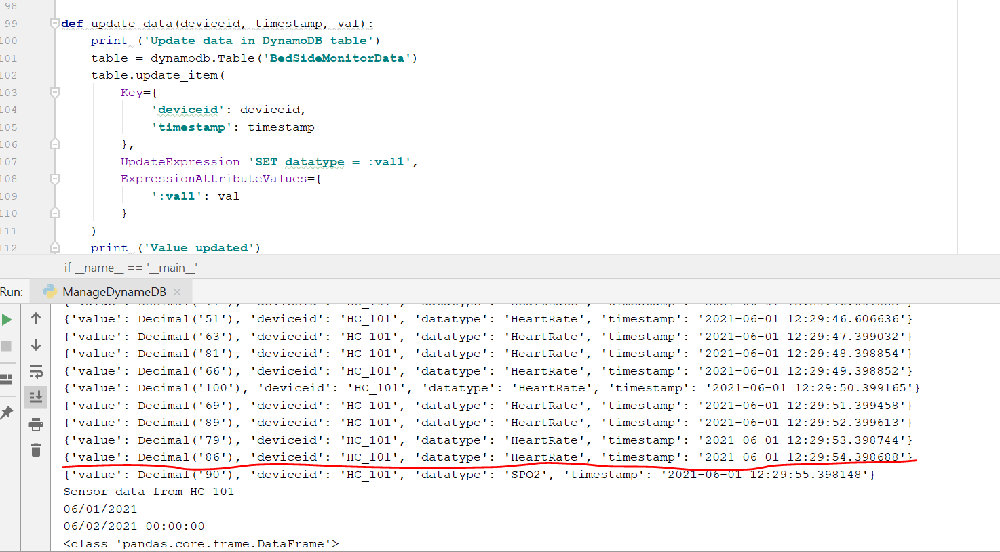 98
99 def update_data(deviceid, timestamp, val):
100 print ('Update data in DynamoDB table')
101 table = dynamodb.Table('BedSideMonitorData')
102 table.update_item(
103 Key={
104 'deviceid': deviceid,
105 'timestamp': timestamp
106 },
107 UpdateExpression='SET datatype = :val1',
108 ExpressionAttributeValues={
109 ':val1': val
110 }
111 )
112 print ('Value updated')
if __name__ == '__main__'
Run: ManageDynameDB
{'value': Decimal('51'), 'deviceid': 'HC_101', 'datatype': 'HeartRate', 'timestamp': '2021-06-01 12:29:46.606636'}
{'value': Decimal('63'), 'deviceid': 'HC_101', 'datatype': 'HeartRate', 'timestamp': '2021-06-01 12:29:47.399032'}
{'value': Decimal('81'), 'deviceid': 'HC_101', 'datatype': 'HeartRate', 'timestamp': '2021-06-01 12:29:48.398854'}
{'value': Decimal('66'), 'deviceid': 'HC_101', 'datatype': 'HeartRate', 'timestamp': '2021-06-01 12:29:49.398852'}
{'value': Decimal('100'), 'deviceid': 'HC_101', 'datatype': 'HeartRate', 'timestamp': '2021-06-01 12:29:50.399165'}
{'value': Decimal('69'), 'deviceid': 'HC_101', 'datatype': 'HeartRate', 'timestamp': '2021-06-01 12:29:51.399458'}
{'value': Decimal('89'), 'deviceid': 'HC_101', 'datatype': 'HeartRate', 'timestamp': '2021-06-01 12:29:52.399613'}
{'value': Decimal('79'), 'deviceid': 'HC_101', 'datatype': 'HeartRate', 'timestamp': '2021-06-01 12:29:53.398744'}
{'value': Decimal('86'), 'deviceid': 'HC_101', 'datatype': 'HeartRate', 'timestamp': '2021-06-01 12:29:54.398688'}
{'value': Decimal('90'), 'deviceid': 'HC_101', 'datatype': 'SPO2', 'timestamp': '2021-06-01 12:29:55.398148'}
Sensor data from HC_101
06/01/2021
06/02/2021 00:00:00
<class 'pandas.core.frame.DataFrame'>